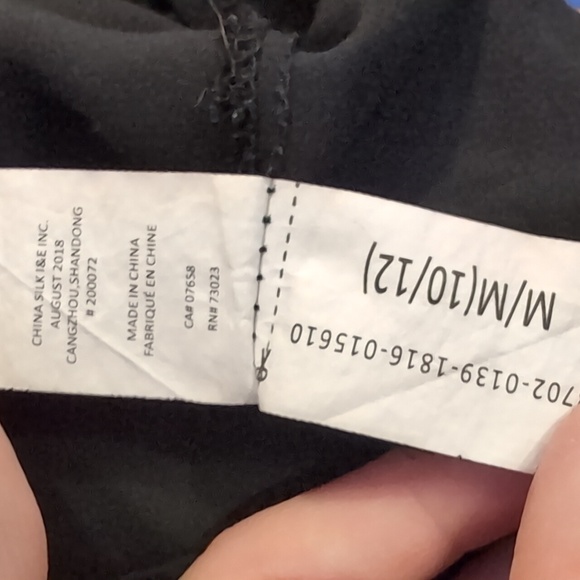 CHINA SILK I&E INC.
AUGUST 2018
CANGZHOU,SHANDONG
# 200072
MADE IN CHINA
FABRIQUÉ EN CHINE
CA# 07658
RN# 73023
M/M(10/12)
702-0139-1816-015610